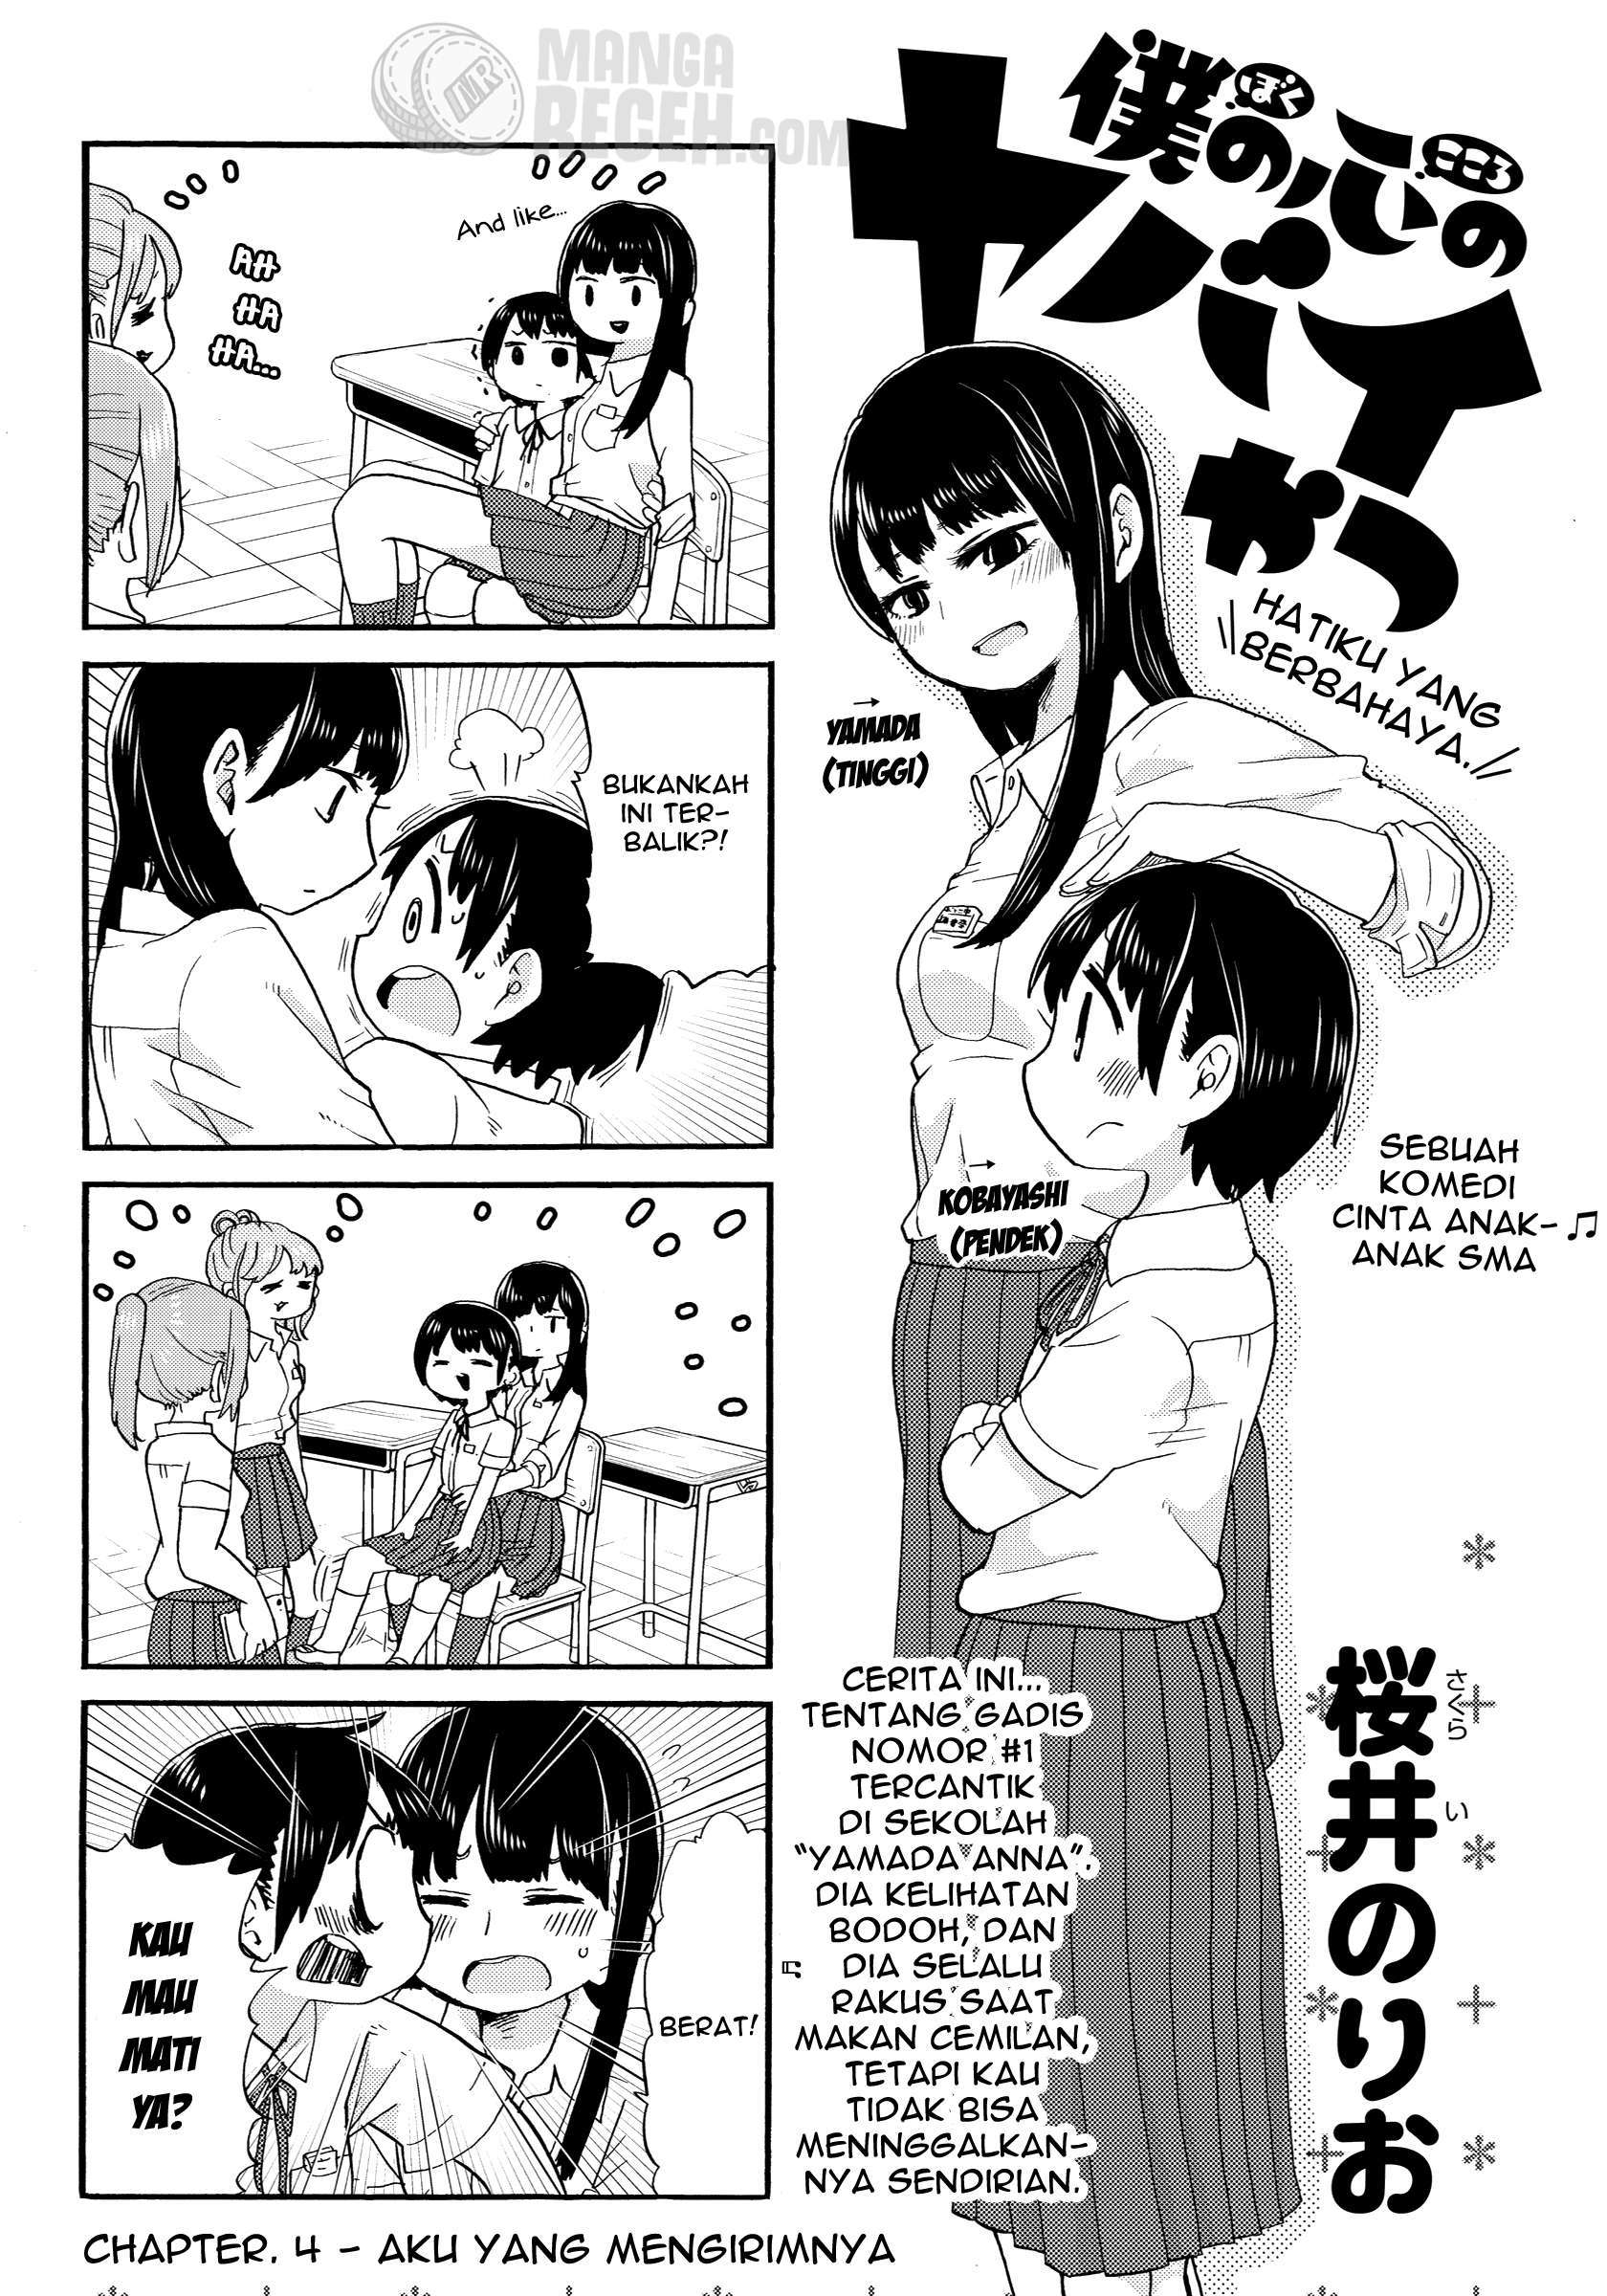 MANGA
RECEH.COM
MR
僕の心の
ぼく
こころ
ヤバイ
やつ
HATIKU YANG
BERBAHAYA.
→
YAMADA
(TINGGI)
→
KOBAYASHI
(PENDEK)
SEBUAH
KOMEDI
CINTA ANAK-
ANAK SMA
And like...
AH
HA
HA...
BUKANKAH
INI TER-
BALIK?!
BERAT!
KAU
MAU
MATI
YA?
CERITA INI...
TENTANG GADIS
NOMOR #1
TERCANTIK
DI SEKOLAH
"YAMADA ANNA".
DIA KELIHATAN
BODOH, DAN
DIA SELALU
RAKUS SAAT
MAKAN CEMILAN,
TETAPI KAU
TIDAK BISA
MENINGGALKAN-
NYA SENDIRIAN.
桜井のりお
さくら
い
CHAPTER. 4 - AKU YANG MENGIRIMNYA